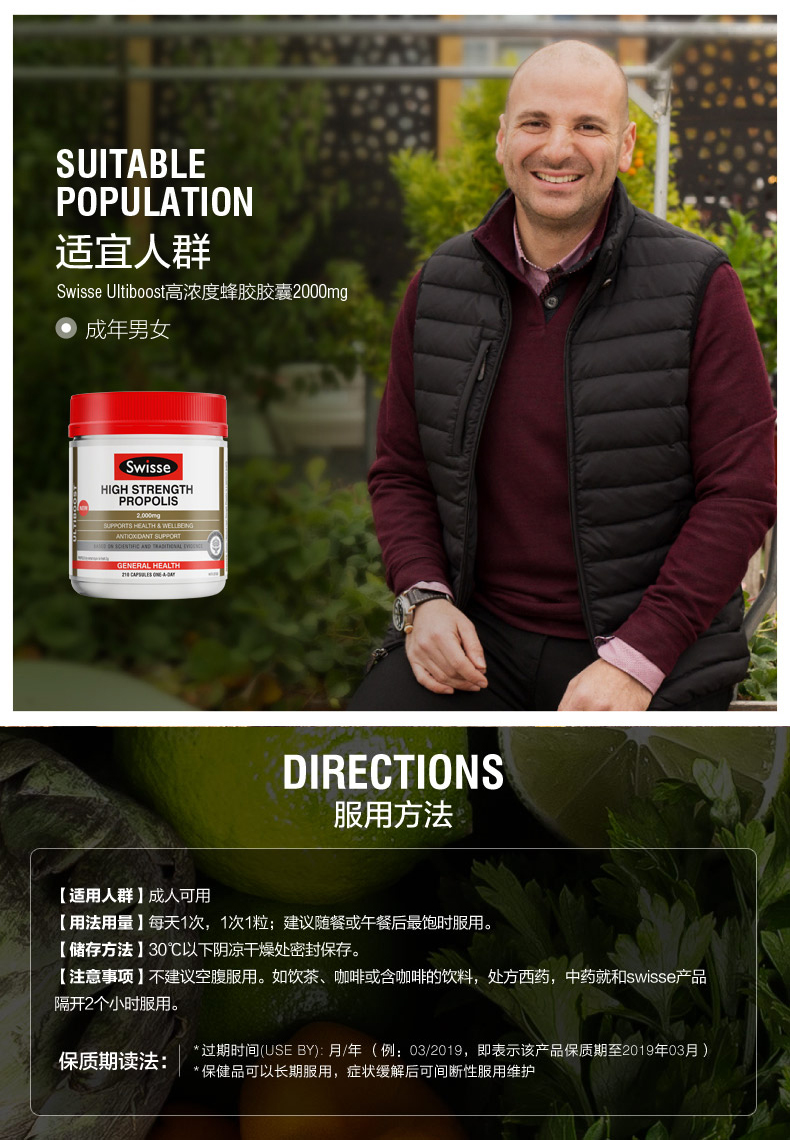 SUITABLE
POPULATION
适宜人群
Swisse Ultiboost高浓度蜂胶胶囊2000mg
成年男女
Swisse
ULTIBOOST
NEW
HIGH STRENGTH
PROPOLIS
2,000mg
SUPPORTS HEALTH & WELLBEING
ANTIOXIDANT SUPPORT
BASED ON SCIENTIFIC AND TRADITIONAL EVIDENCE
GENERAL HEALTH
210 CAPSULES ONE-A-DAY
DIRECTIONS
服用方法
【适用人群】成人可用
【用法用量】每天1次，1次1粒；建议随餐或午餐后最饱时服用。
【储存方法】30℃以下阴凉干燥处密封保存。
【注意事项】不建议空腹服用。如饮茶、咖啡或含咖啡的饮料，处方西药，中药就和swisse产品
隔开2个小时服用。
保质期读法：
*过期时间(USE BY): 月/年（例：03/2019，即表示该产品保质期至2019年03月）
*保健品可以长期服用，症状缓解后可间断性服用维护